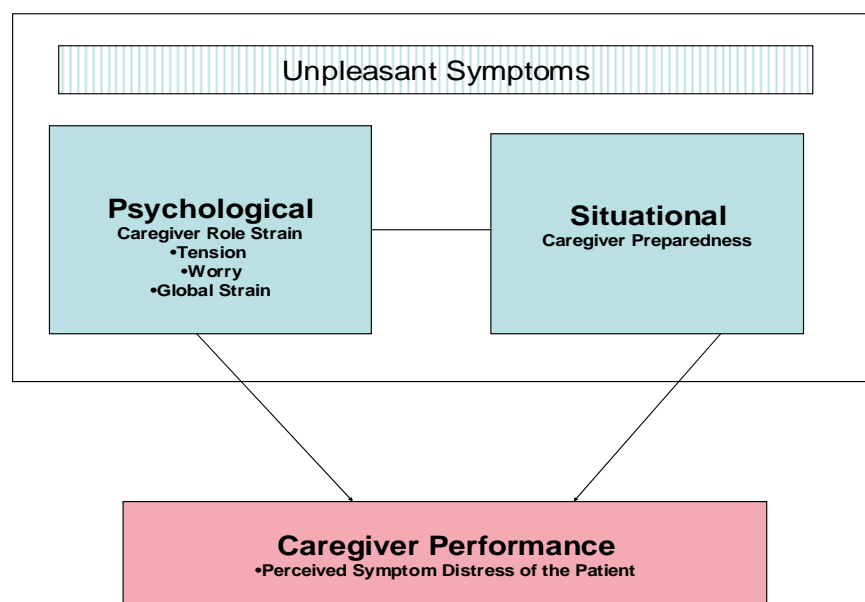 Unpleasant Symptoms
Psychological
Caregiver Role Strain
•Tension
•Worry
•Global Strain
Situational
Caregiver Preparedness
Caregiver Performance
•Perceived Symptom Distress of the Patient